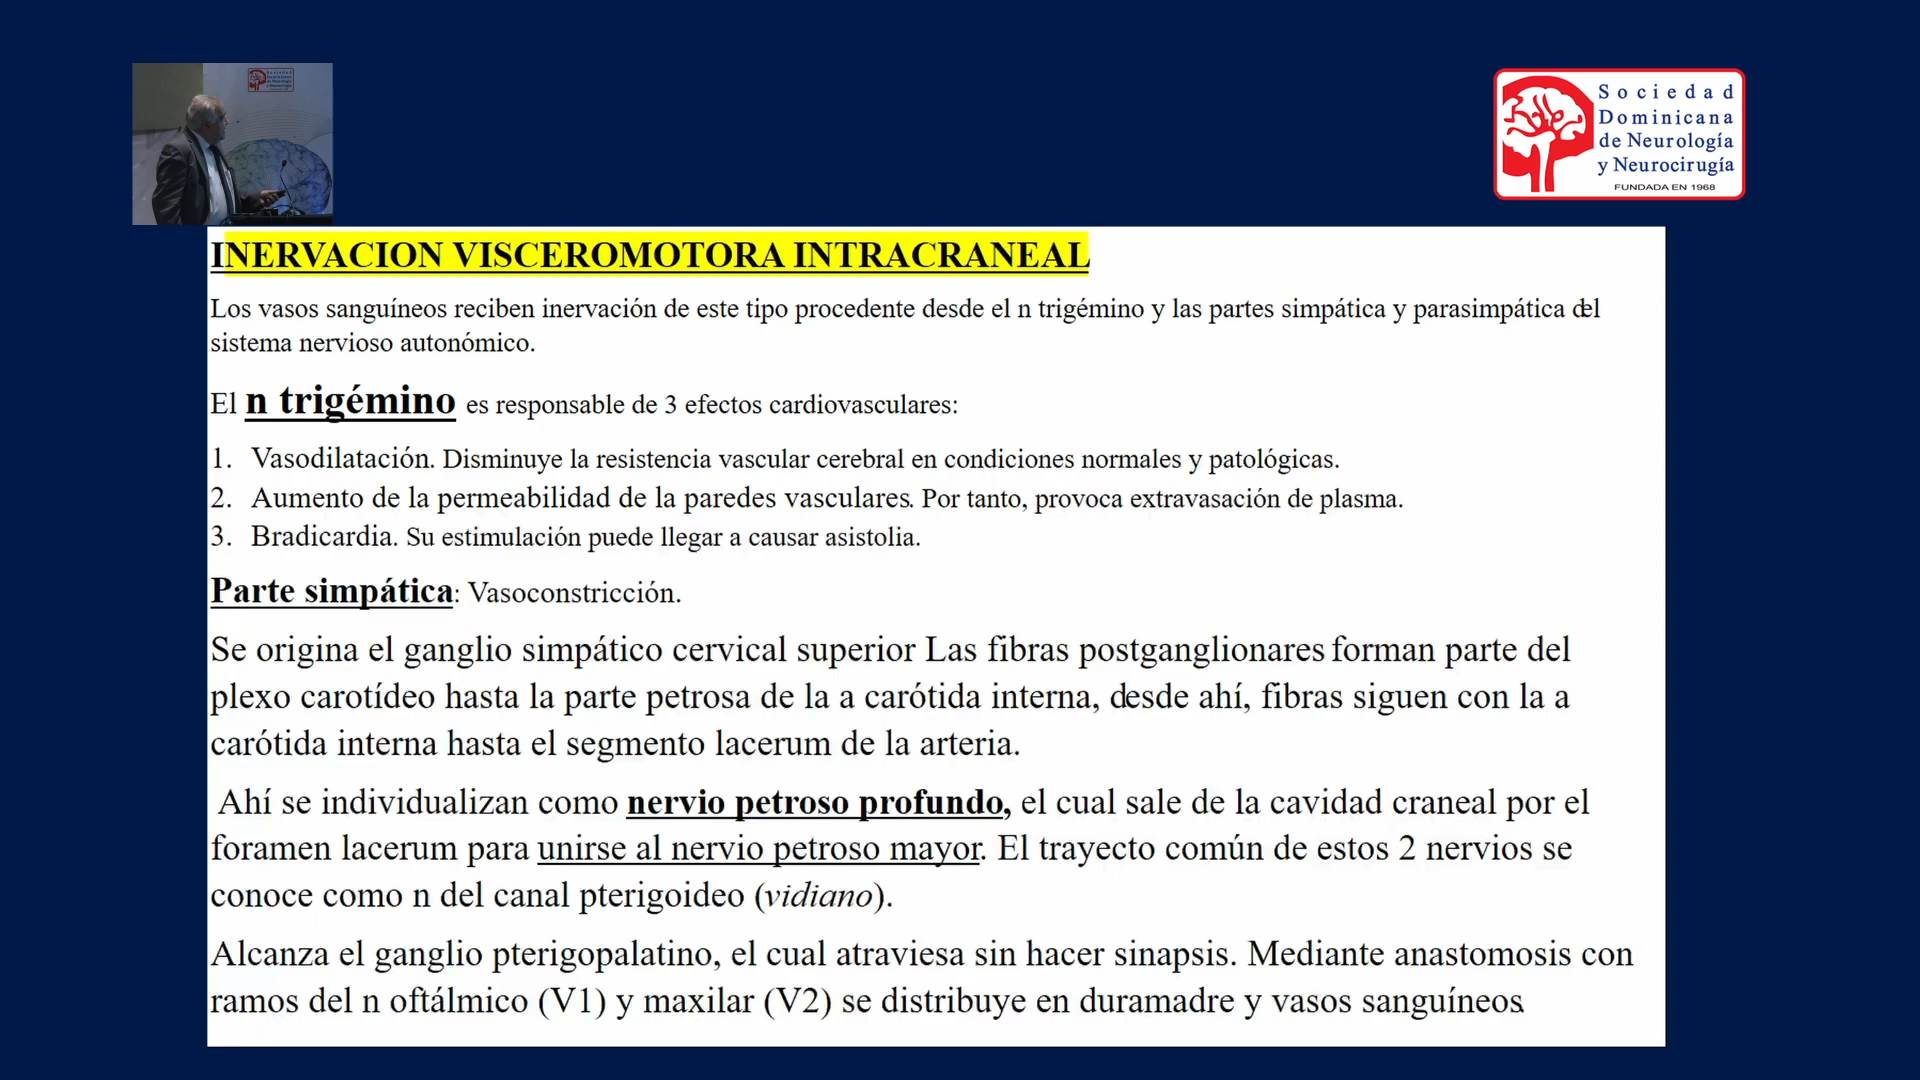 Sociedad
Dominicana
de Neurología
y Neurocirugía
FUNDADA EN 1968
INERVACION VISCEROMOTORA INTRACRANEAL
Los vasos sanguíneos reciben inervación de este tipo procedente desde el n trigémino y las partes simpática y parasimpática del
sistema nervioso autonómico.
El n trigémino es responsable de 3 efectos cardiovasculares:
1. Vasodilatación. Disminuye la resistencia vascular cerebral en condiciones normales y patológicas.
2. Aumento de la permeabilidad de la paredes vasculares. Por tanto, provoca extravasación de plasma.
3. Bradicardia. Su estimulación puede llegar a causar asistolia.
Parte simpática: Vasoconstricción.
Se origina el ganglio simpático cervical superior Las fibras postganglionares forman parte del
plexo carotídeo hasta la parte petrosa de la a carótida interna, desde ahí, fibras siguen con la a
carótida interna hasta el segmento lacerum de la arteria.
Ahí se individualizan como nervio petroso profundo, el cual sale de la cavidad craneal por el
foramen lacerum para unirse al nervio petroso mayor. El trayecto común de estos 2 nervios se
conoce como n del canal pterigoideo (vidiano).
Alcanza el ganglio pterigopalatino, el cual atraviesa sin hacer sinapsis. Mediante anastomosis con
ramos del n oftálmico (V1) y maxilar (V2) se distribuye en duramadre y vasos sanguíneos.